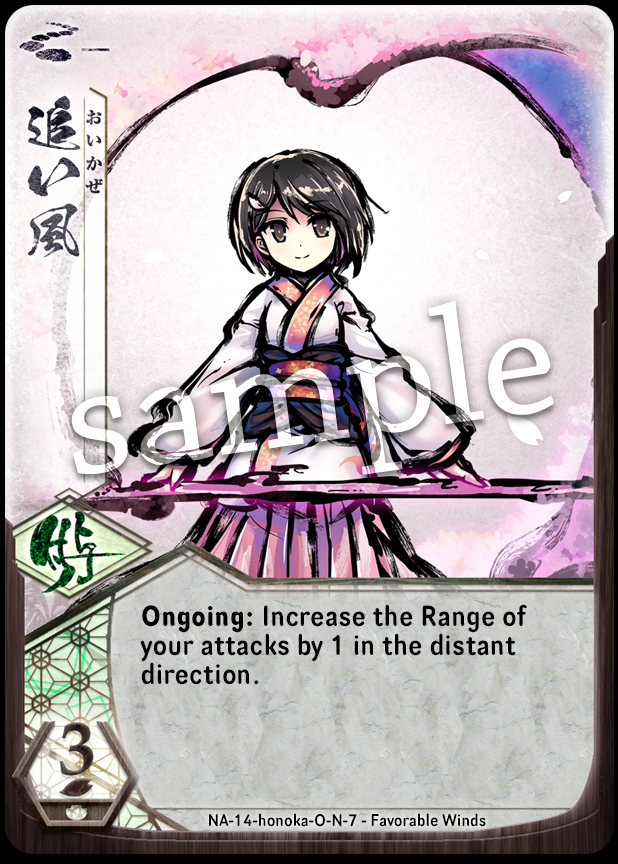 追い風
おいかぜ
sample
Ongoing: Increase the Range of
your attacks by 1 in the distant
direction.
3
NA-14-honoka-O-N-7 - Favorable Winds